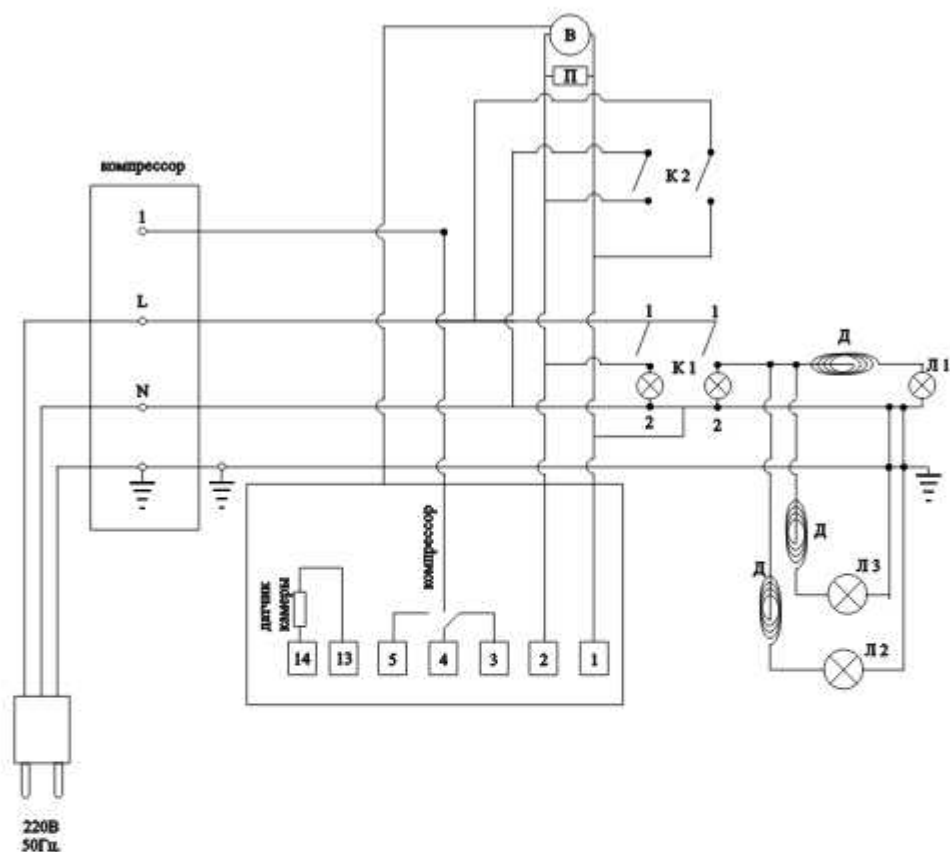 В
П
компрессор
К 2
1
L
1
1
Д
К 1
Л 1
N
2
2
компрессор
Д
датчик
камеры
Д
Л 3
14
13
5
4
3
2
1
Л 2
220В
50Гц